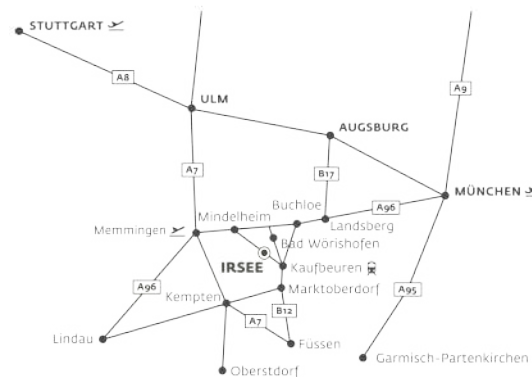 STUTTGART
A8
A9
ULM
AUGSBURG
A7
B17
MÜNCHEN
Buchloe
A96
Mindelheim
Landsberg
Memmingen
Bad Wörishofen
IRSEE
Kaufbeuren
A96
Marktoberdorf
A95
Kempten
B12
A7
Lindau
Füssen
Garmisch-Partenkirchen
Oberstdorf